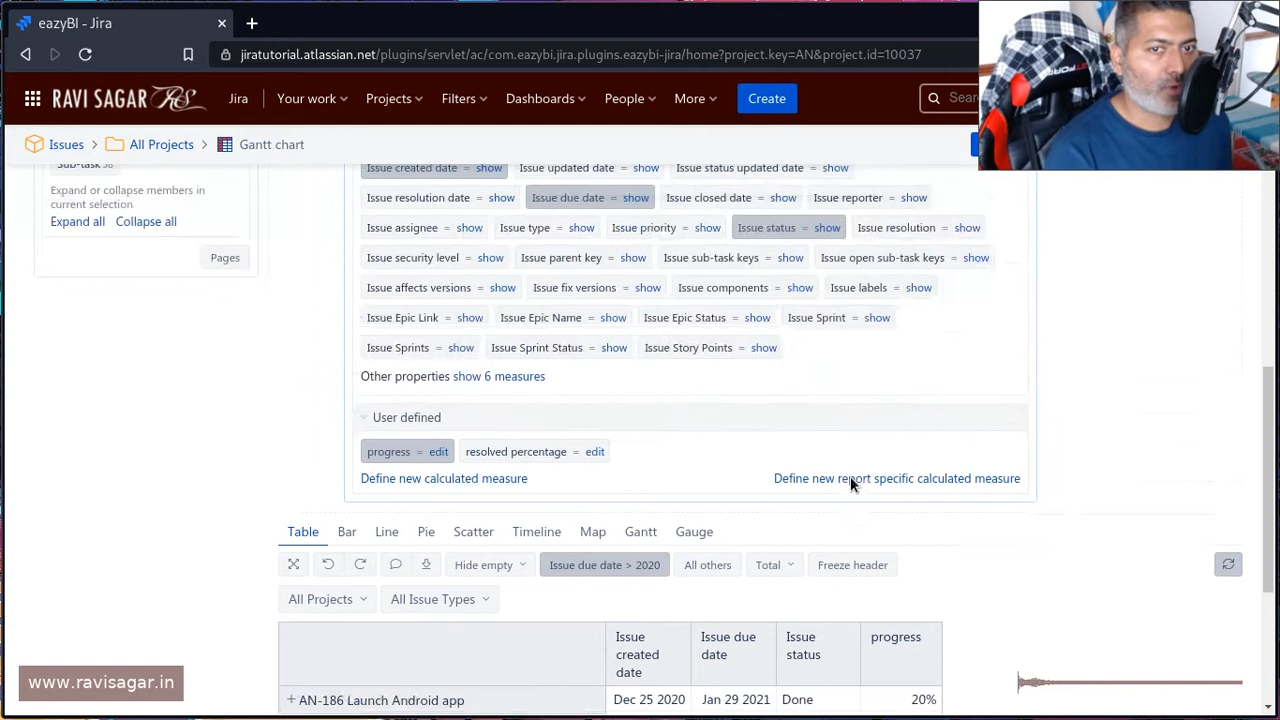 eazyBI - Jira
jiratutorial.atlassian.net/plugins/servlet/ac/com.eazybi.jira.plugins.eazybi-jira/home?project.key=AN&project.id=10037
RAVI SAGAR RS Jira Your work Projects Filters Dashboards People More Create
Issues All Projects Gantt chart
Sub-task 38
Expand or collapse members in
current selection
Expand all Collapse all
Pages
Issue created date = show Issue updated date = show Issue status updated date = show
Issue resolution date = show Issue due date = show Issue closed date = show Issue reporter = show
Issue assignee = show Issue type = show Issue priority = show Issue status = show Issue resolution = show
Issue security level = show Issue parent key = show Issue sub-task keys = show Issue open sub-task keys = show
Issue affects versions = show Issue fix versions = show Issue components = show Issue labels = show
Issue Epic Link = show Issue Epic Name = show Issue Epic Status = show Issue Sprint = show
Issue Sprints = show Issue Sprint Status = show Issue Story Points = show
Other properties show 6 measures
User defined
progress = edit resolved percentage = edit
Define new calculated measure Define new report specific calculated measure
Table Bar Line Pie Scatter Timeline Map Gantt Gauge
Hide empty Issue due date > 2020 All others Total Freeze header
All Projects All Issue Types
Issue created date Issue due date Issue status progress
+ AN-186 Launch Android app Dec 25 2020 Jan 29 2021 Done 20%
www.ravisagar.in